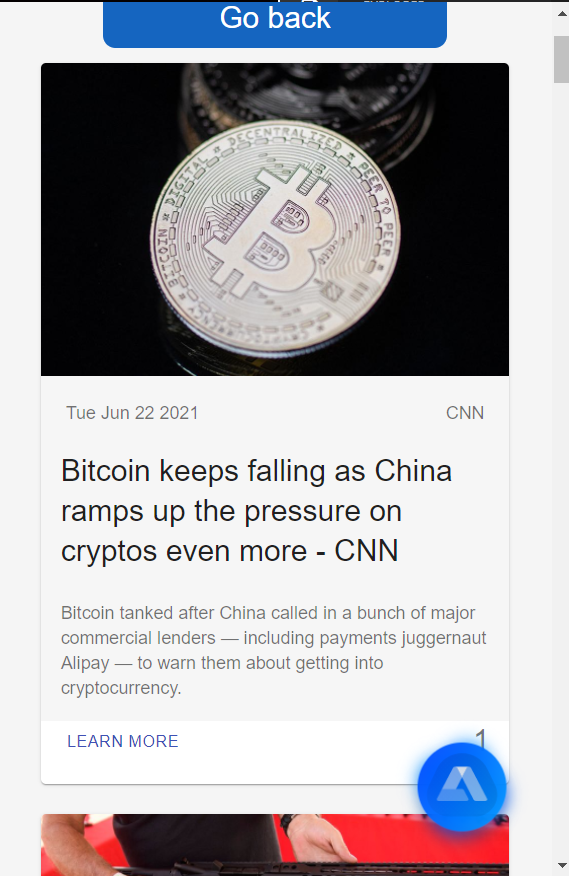 Go back
BITCOIN DIGITAL DECENTRALIZED PEER TO PEER
CRYPTOCURRENCY
Tue Jun 22 2021
CNN
Bitcoin keeps falling as China
ramps up the pressure on
cryptos even more - CNN
Bitcoin tanked after China called in a bunch of major
commercial lenders — including payments juggernaut
Alipay — to warn them about getting into
cryptocurrency.
LEARN MORE
1